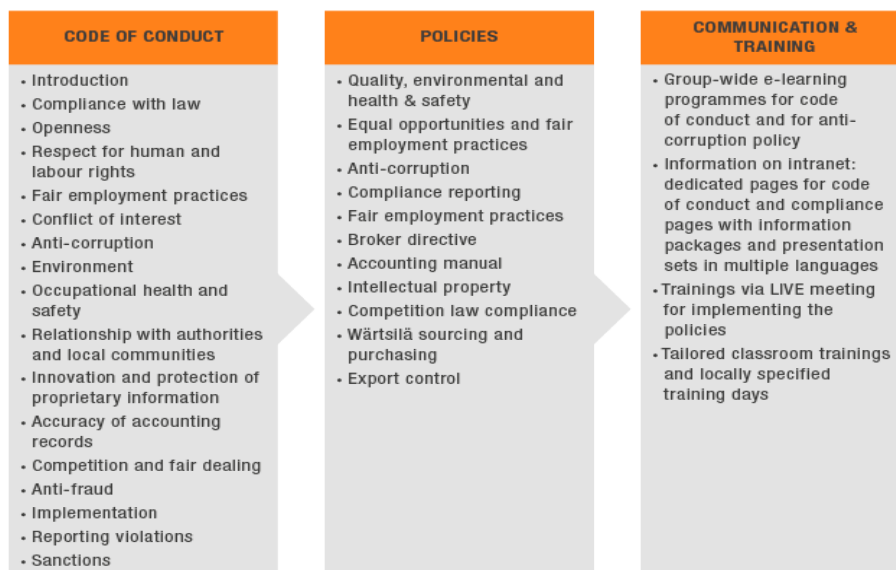 CODE OF CONDUCT
• Introduction
• Compliance with law
• Openness
• Respect for human and
labour rights
• Fair employment practices
• Conflict of interest
• Anti-corruption
• Environment
• Occupational health and
safety
• Relationship with authorities
and local communities
• Innovation and protection of
proprietary information
• Accuracy of accounting
records
• Competition and fair dealing
• Anti-fraud
• Implementation
• Reporting violations
• Sanctions
POLICIES
• Quality, environmental and
health & safety
• Equal opportunities and fair
employment practices
• Anti-corruption
• Compliance reporting
• Fair employment practices
• Broker directive
• Accounting manual
• Intellectual property
• Competition law compliance
• Wärtsilä sourcing and
purchasing
• Export control
COMMUNICATION &
TRAINING
• Group-wide e-learning
programmes for code
of conduct and for anti-
corruption policy
• Information on intranet:
dedicated pages for code
of conduct and compliance
pages with information
packages and presentation
sets in multiple languages
• Trainings via LIVE meeting
for implementing the
policies
• Tailored classroom trainings
and locally specified
training days